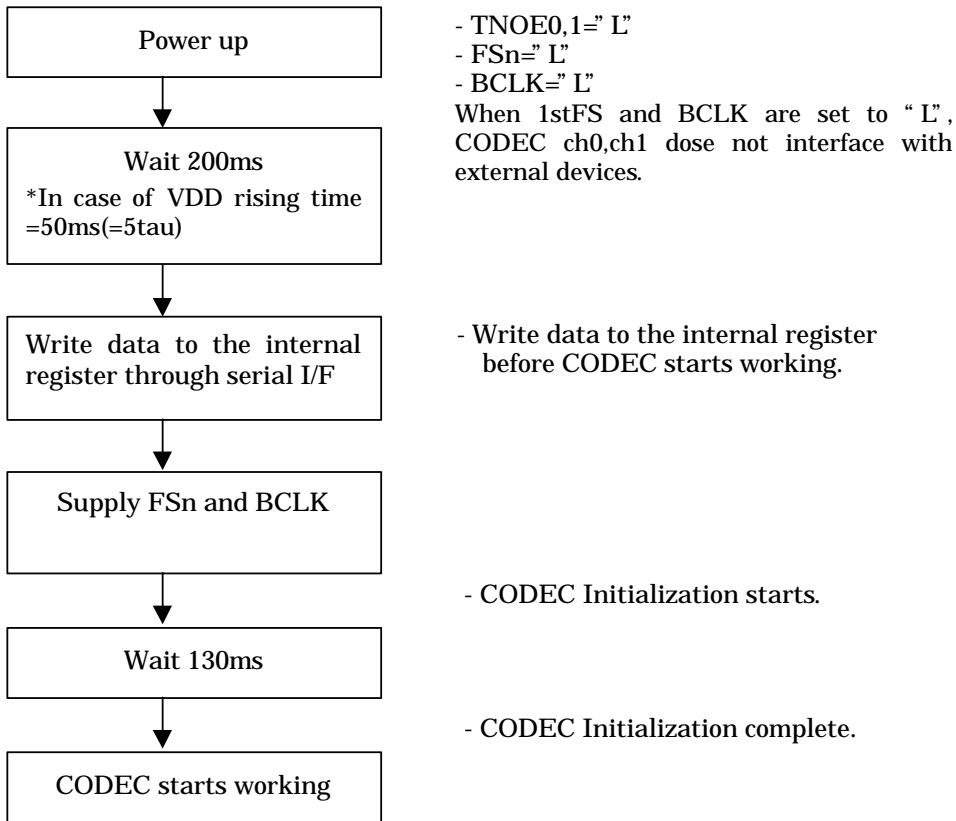 Power up
- TNOE0,1=” L”
- FSn=” L”
- BCLK=” L”
When 1stFS and BCLK are set to “ L”,
CODEC ch0,ch1 dose not interface with
external devices.
Wait 200ms
*In case of VDD rising time
=50ms(=5tau)
Write data to the internal
register through serial I/F
- Write data to the internal register
before CODEC starts working.
Supply FSn and BCLK
- CODEC Initialization starts.
Wait 130ms
- CODEC Initialization complete.
CODEC starts working